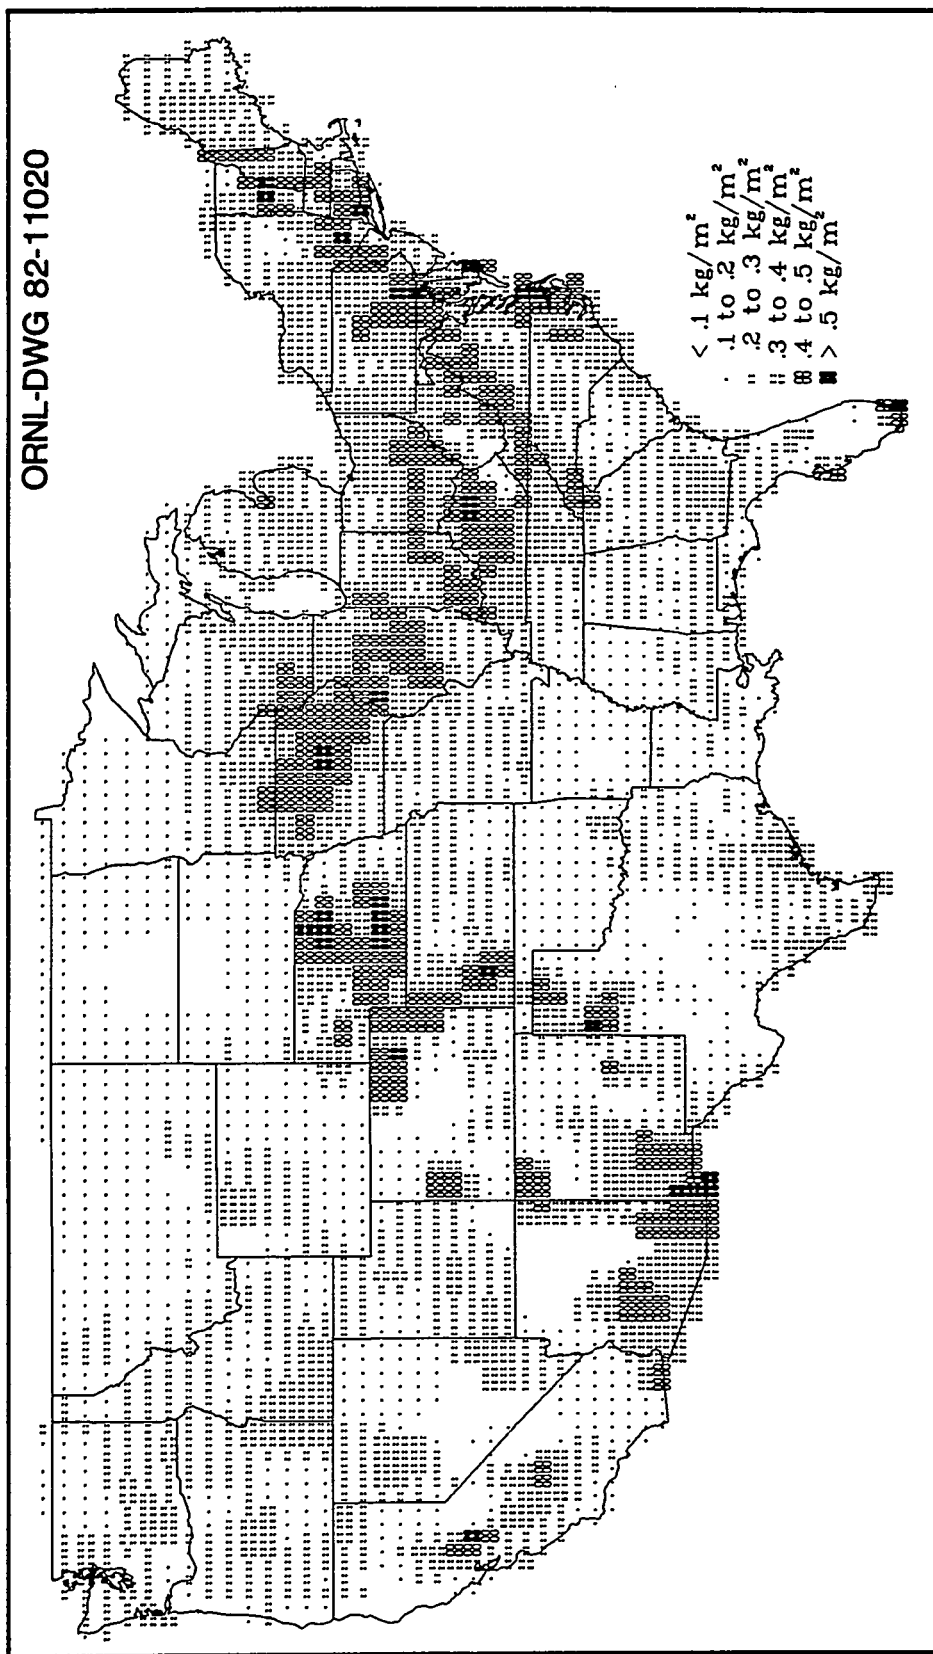 ORNL-DWG 82-11020
< .1 kg/m²
.1 to .2 kg/m²
.2 to .3 kg/m²
.3 to .4 kg/m²
.4 to .5 kg/m²
> .5 kg/m²